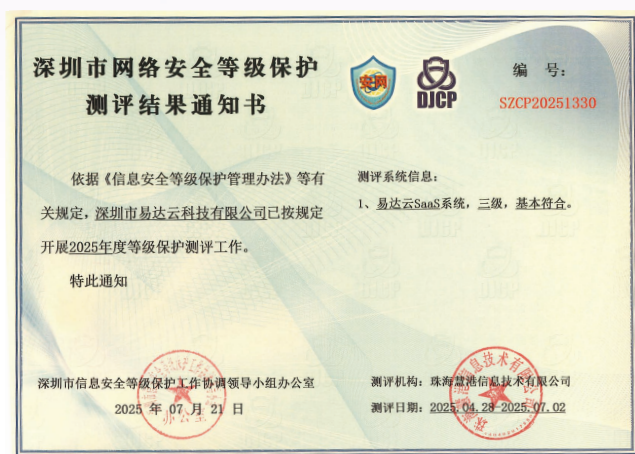 深圳市网络安全等级保护
测评结果通知书
安网
DJCP
编 号：
SZCP20251330
依据《信息安全等级保护管理办法》等有
关规定，深圳市易达云科技有限公司已按规定
开展2025年度等级保护测评工作。
特此通知
测评系统信息：
1、易达云SaaS系统，三级，基本符合。
深圳市信息安全等级保护工作协调领导小组办公室
2025 年 07 月 21 日
办公室
测评机构：珠海慧港信息技术有限公司
测评日期：2025.04.28-2025.07.02